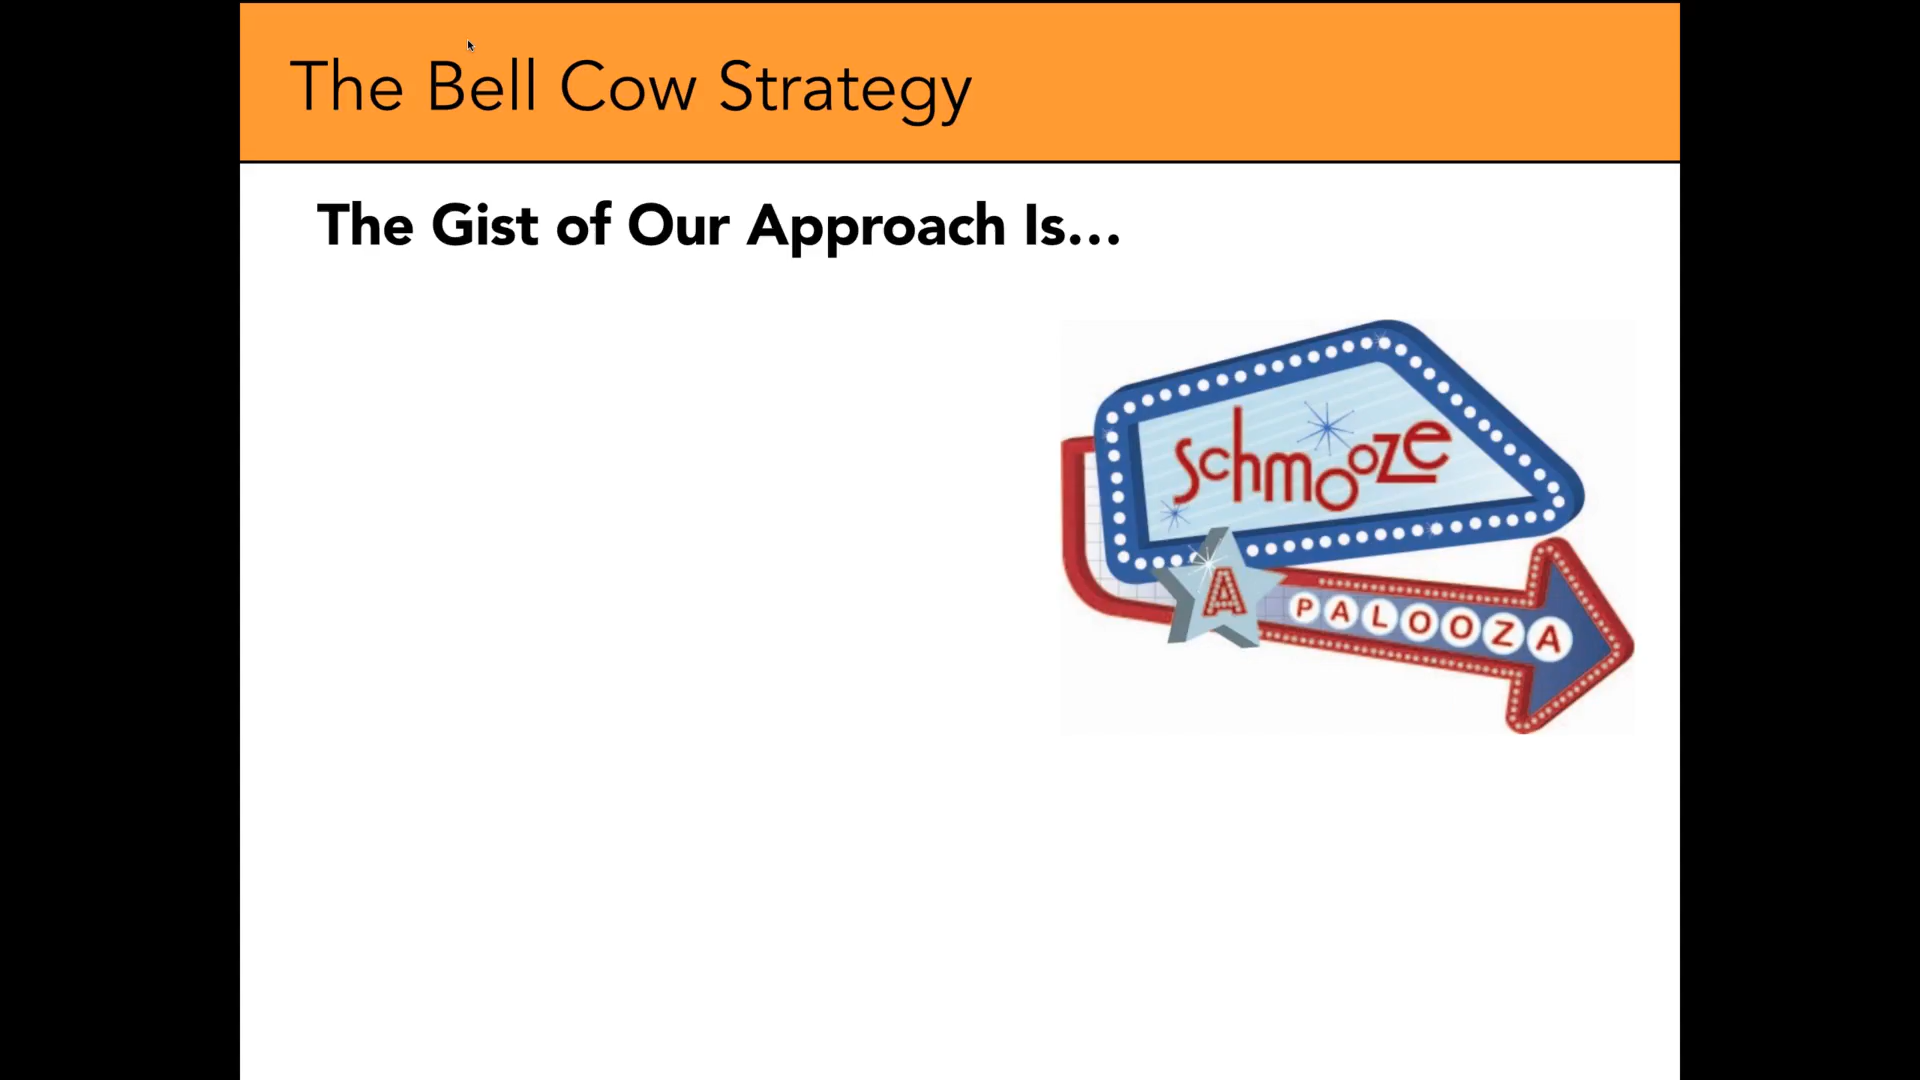 The Bell Cow Strategy
The Gist of Our Approach Is...
Schmooze
A
PALOOZA